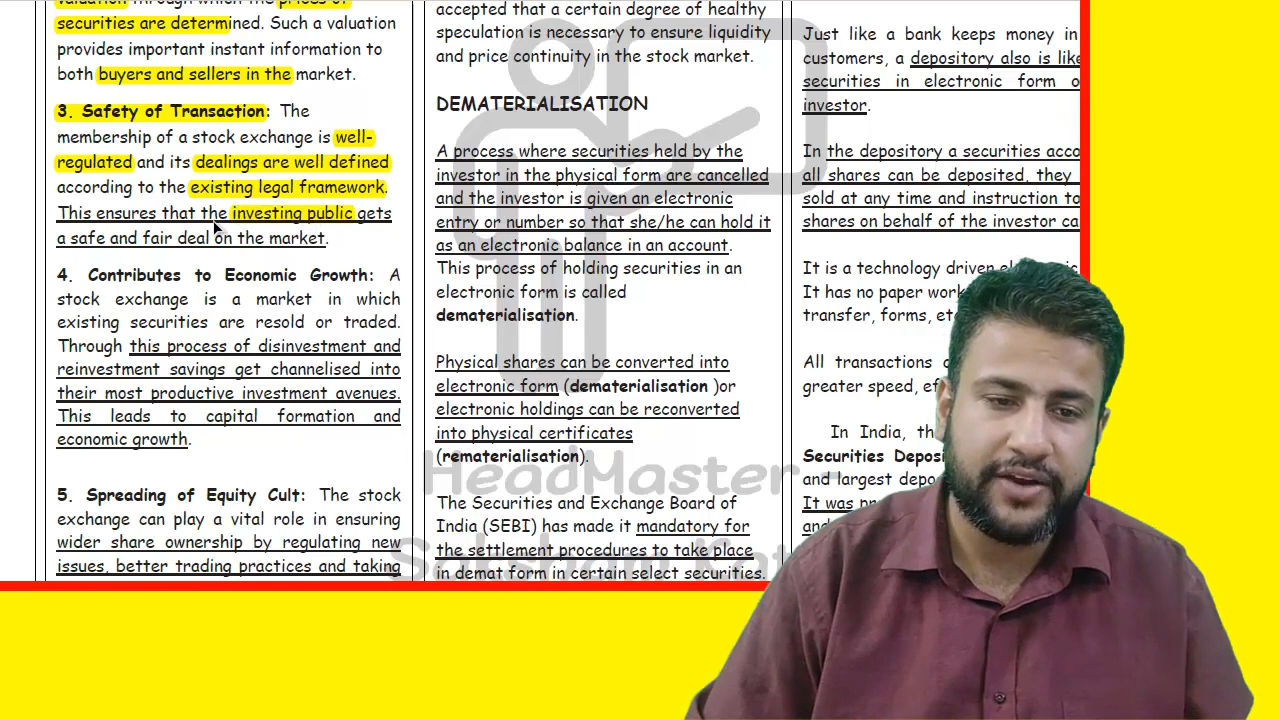 valuation through which the prices of
securities are determined. Such a valuation
provides important instant information to
both buyers and sellers in the market.
3. Safety of Transaction: The
membership of a stock exchange is well-
regulated and its dealings are well defined
according to the existing legal framework.
This ensures that the investing public gets
a safe and fair deal on the market.
4. Contributes to Economic Growth: A
stock exchange is a market in which
existing securities are resold or traded.
Through this process of disinvestment and
reinvestment savings get channelised into
their most productive investment avenues.
This leads to capital formation and
economic growth.
5. Spreading of Equity Cult: The stock
exchange can play a vital role in ensuring
wider share ownership by regulating new
issues, better trading practices and taking
accepted that a certain degree of healthy
speculation is necessary to ensure liquidity
and price continuity in the stock market.
DEMATERIALISATION
A process where securities held by the
investor in the physical form are cancelled
and the investor is given an electronic
entry or number so that she/he can hold it
as an electronic balance in an account.
This process of holding securities in an
electronic form is called
dematerialisation.
Physical shares can be converted into
electronic form (dematerialisation )or
electronic holdings can be reconverted
into physical certificates
(rematerialisation).
The Securities and Exchange Board of
India (SEBI) has made it mandatory for
the settlement procedures to take place
in demat form in certain select securities.
Just like a bank keeps money in
customers, a depository also is like
securities in electronic form o
investor.
In the depository a securities acco
all shares can be deposited, they
sold at any time and instruction to
shares on behalf of the investor ca
It is a technology driven
It has no paper work
transfer, forms,
All transactions
greater speed,
In India,
Securities
and largest
It was
and
HeadMaster -
Saksham